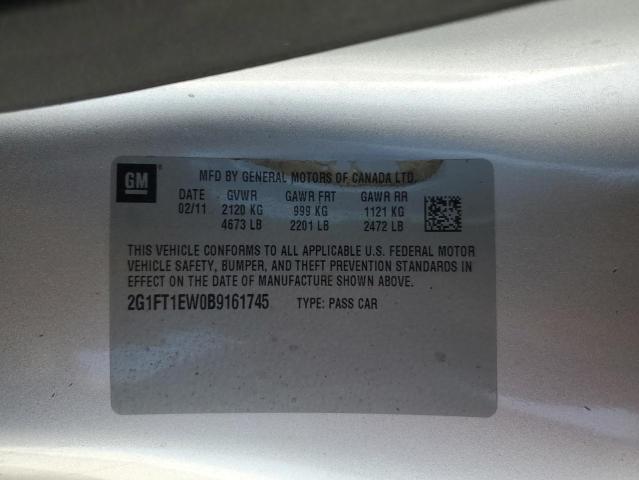 GM
MFD BY GENERAL MOTORS OF CANADA LTD.
DATE GVWR GAWR FRT GAWR RR
02/11 2120 KG 999 KG 1121 KG
4673 LB 2201 LB 2472 LB
THIS VEHICLE CONFORMS TO ALL APPLICABLE U.S. FEDERAL MOTOR
VEHICLE SAFETY, BUMPER, AND THEFT PREVENTION STANDARDS IN
EFFECT ON THE DATE OF MANUFACTURE SHOWN ABOVE.
2G1FT1EW0B9161745 TYPE: PASS CAR